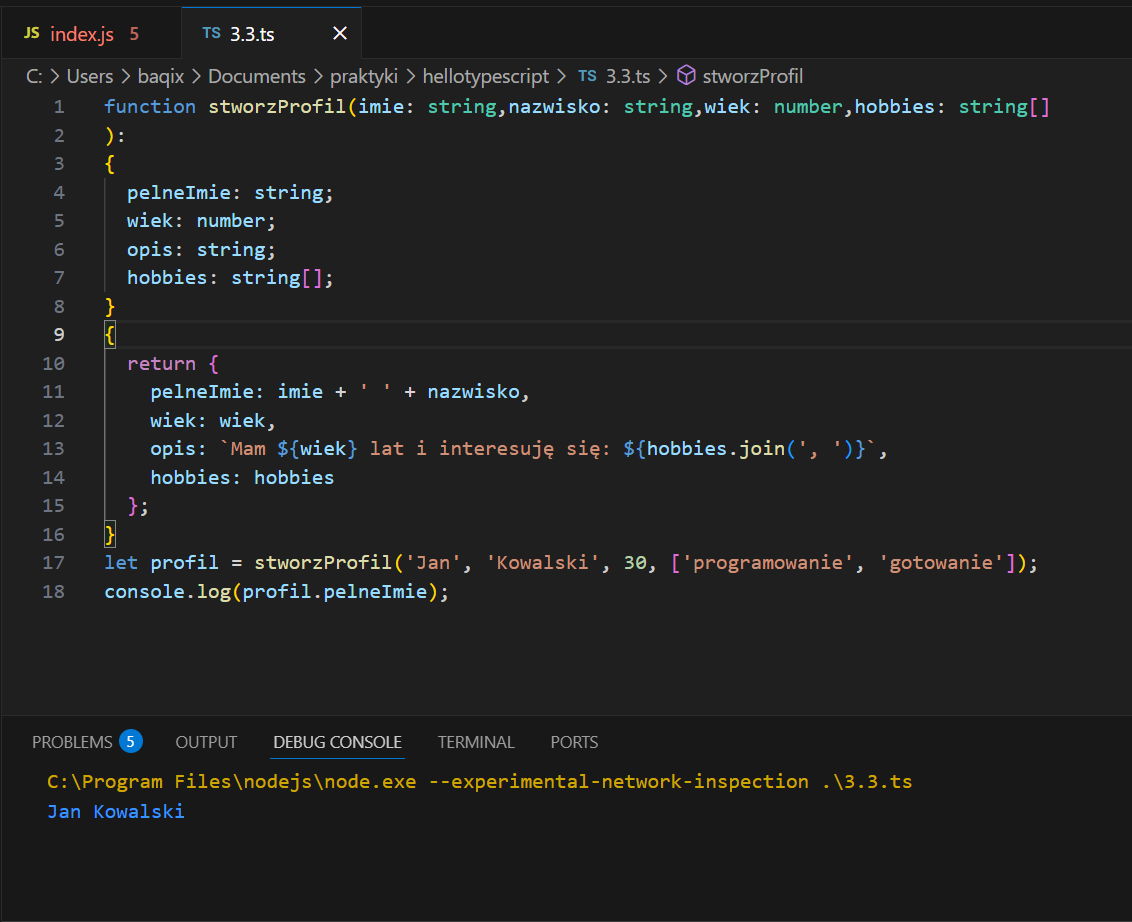 JS index.js 5 TS 3.3.ts
C: > Users > baqix > Documents > praktyki > hellotypescript > TS 3.3.ts > stworzProfil
1 function stworzProfil(imie: string,nazwisko: string,wiek: number,hobbies: string[]
2 ):
3 {
4   pelneImie: string;
5   wiek: number;
6   opis: string;
7   hobbies: string[];
8 }
9 {
10   return {
11     pelneImie: imie + ' ' + nazwisko,
12     wiek: wiek,
13     opis: `Mam ${wiek} lat i interesuję się: ${hobbies.join(', ')}`,
14     hobbies: hobbies
15   };
16 }
17 let profil = stworzProfil('Jan', 'Kowalski', 30, ['programowanie', 'gotowanie']);
18 console.log(profil.pelneImie);
PROBLEMS 5 OUTPUT DEBUG CONSOLE TERMINAL PORTS
C:\Program Files\nodejs\node.exe --experimental-network-inspection .\3.3.ts
Jan Kowalski